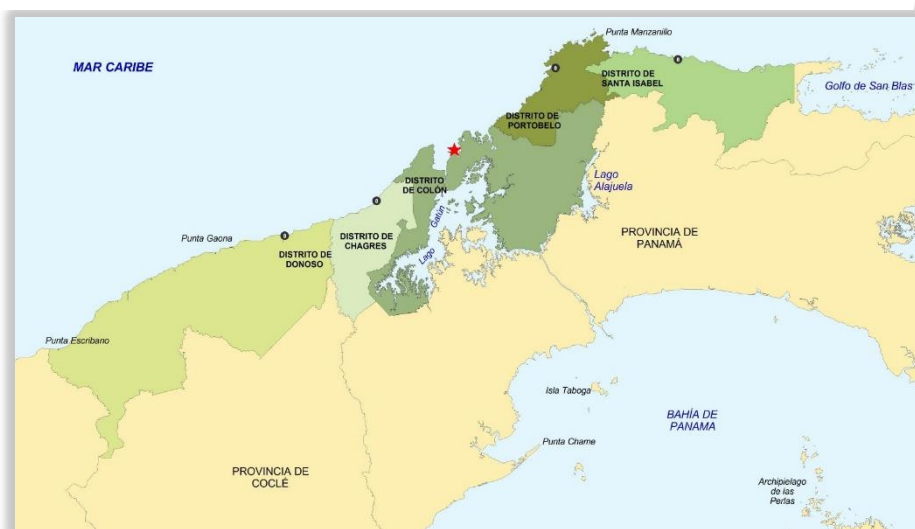 Punta Manzanillo
MAR CARIBE
DISTRITO DE
SANTA ISABEL
Golfo de San Blas
DISTRITO DE
PORTOBELO
Lago
Alajuela
DISTRITO
DE COLÓN
Lago Gatún
PROVINCIA DE
PANAMÁ
Punta Gaona
DISTRITO DE
CHAGRES
DISTRITO DE
DONOSO
Punta Escribano
Isla Taboga
BAHÍA DE
PANAMA
Punta Chame
PROVINCIA DE
COCLÉ
Archipielago
de las
Perlas